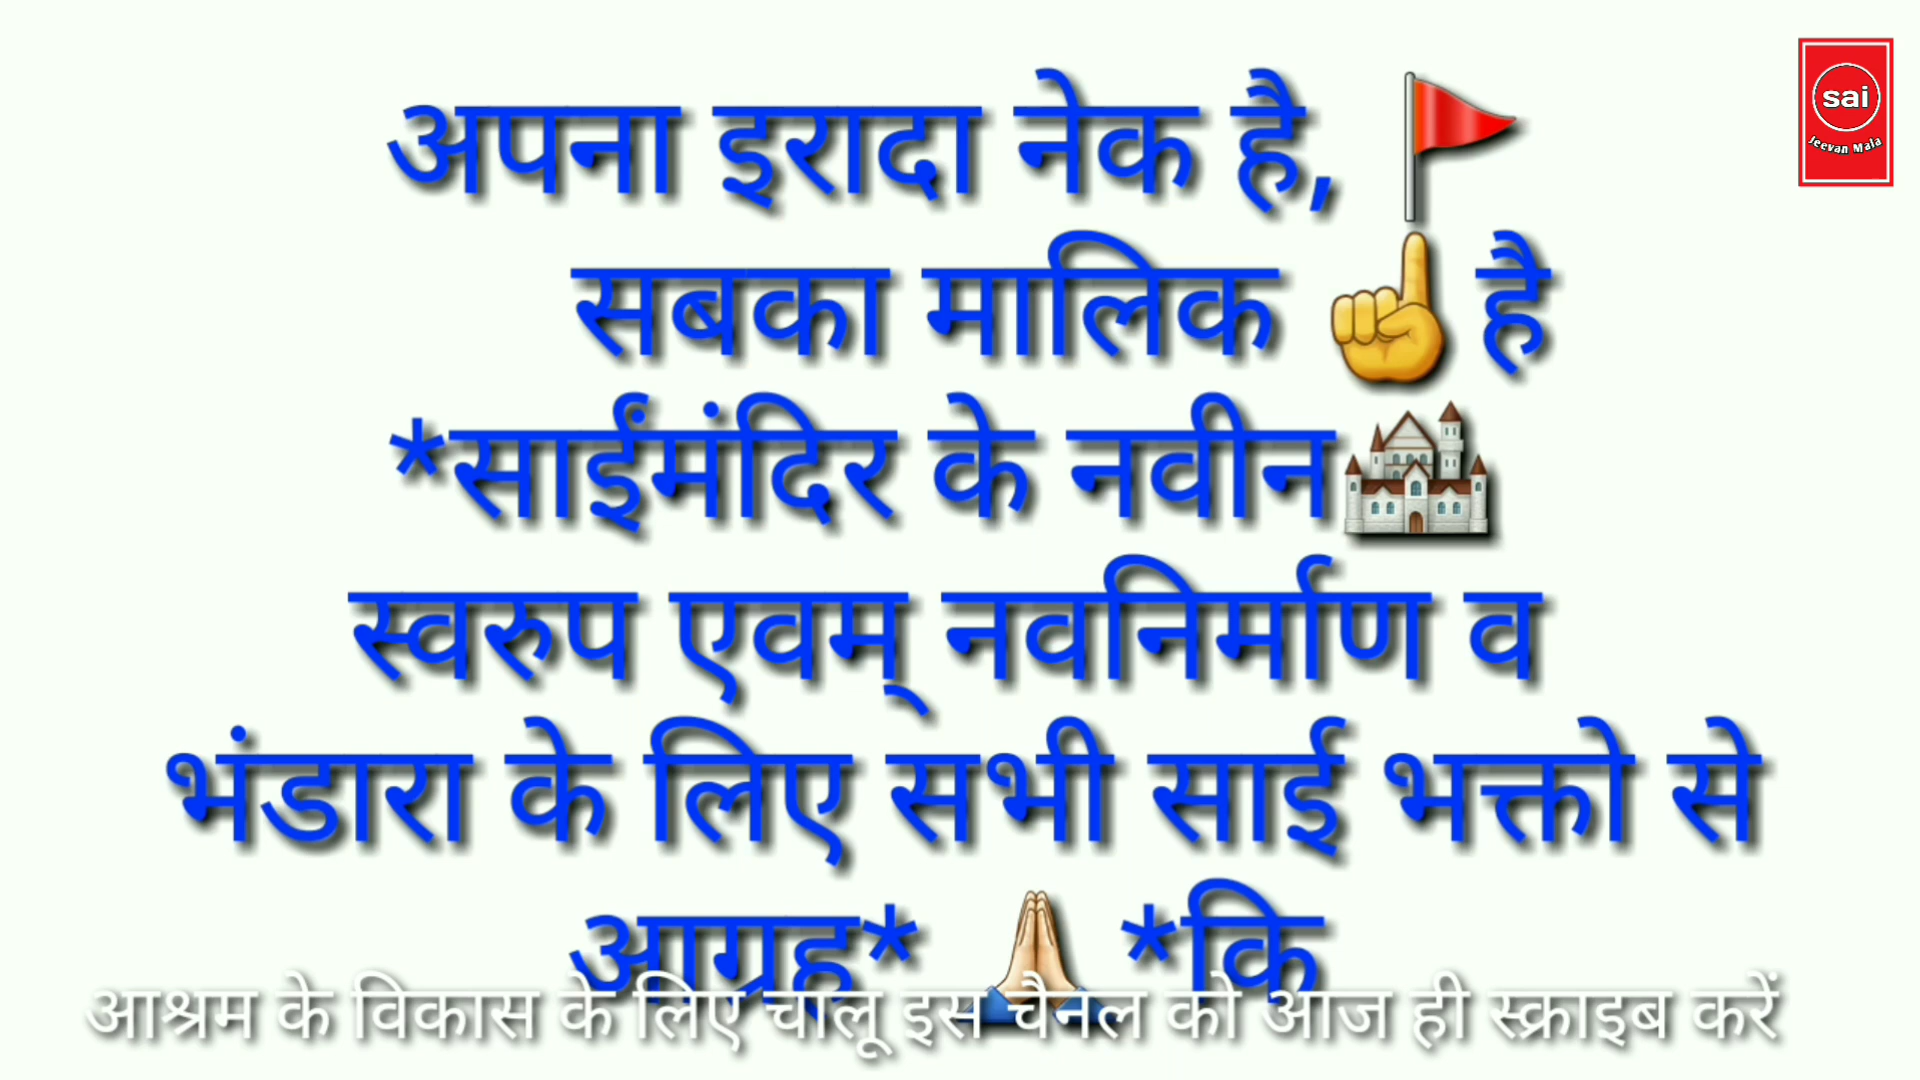 अपना इरादा नेक है,🚩
सबका मालिक ☝ है
*साईंमंदिर के नवीन🏰
स्वरुप एवम् नवनिर्माण व
भंडारा के लिए सभी साई भक्तो से
आग्रह* 🙏 *कि
आश्रम के विकास के लिए चालू इस चैनल को आज ही स्क्राइब करें
sai
Jeevan Mala